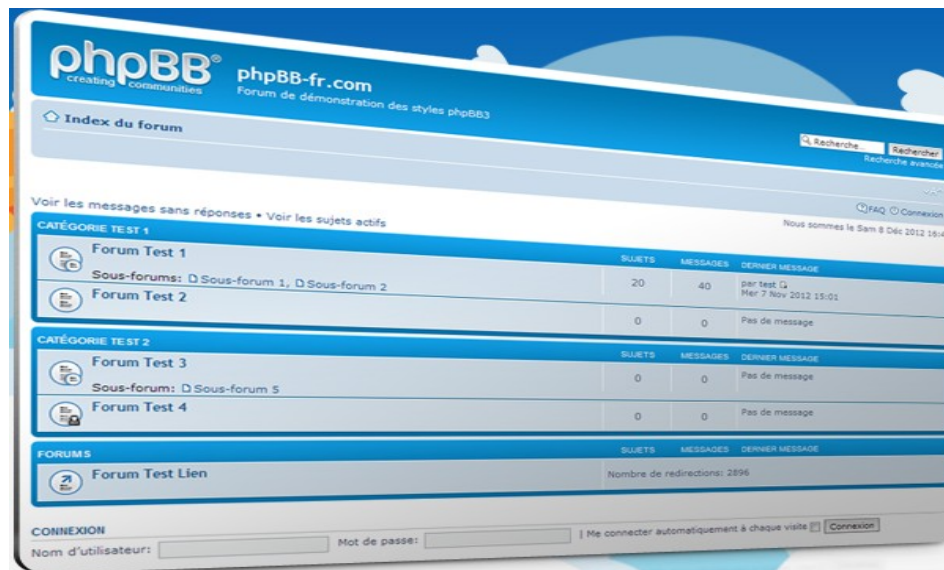 phpBB®
creating communities
phpBB-fr.com
Forum de démonstration des styles phpBB3
Recherche... Rechercher
Recherche avancée
Index du forum
FAQ Connexion
Nous sommes le Sam 8 Déc 2012
Voir les messages sans réponses • Voir les sujets actifs
CATÉGORIE TEST 1 SUJETS MESSAGES DERNIER MESSAGE
Forum Test 1
Sous-forums: Sous-forum 1, Sous-forum 2
20 40 par test
Mer 7 Nov 2012 15:01
Forum Test 2 0 0 Pas de message
CATÉGORIE TEST 2 SUJETS MESSAGES DERNIER MESSAGE
Forum Test 3
Sous-forum: Sous-forum 5
0 0 Pas de message
Forum Test 4 0 0 Pas de message
FORUMS SUJETS MESSAGES DERNIER MESSAGE
Forum Test Lien Nombre de redirections: 2896
CONNEXION
Nom d'utilisateur: Mot de passe: | Me connecter automatiquement à chaque visite Connexion